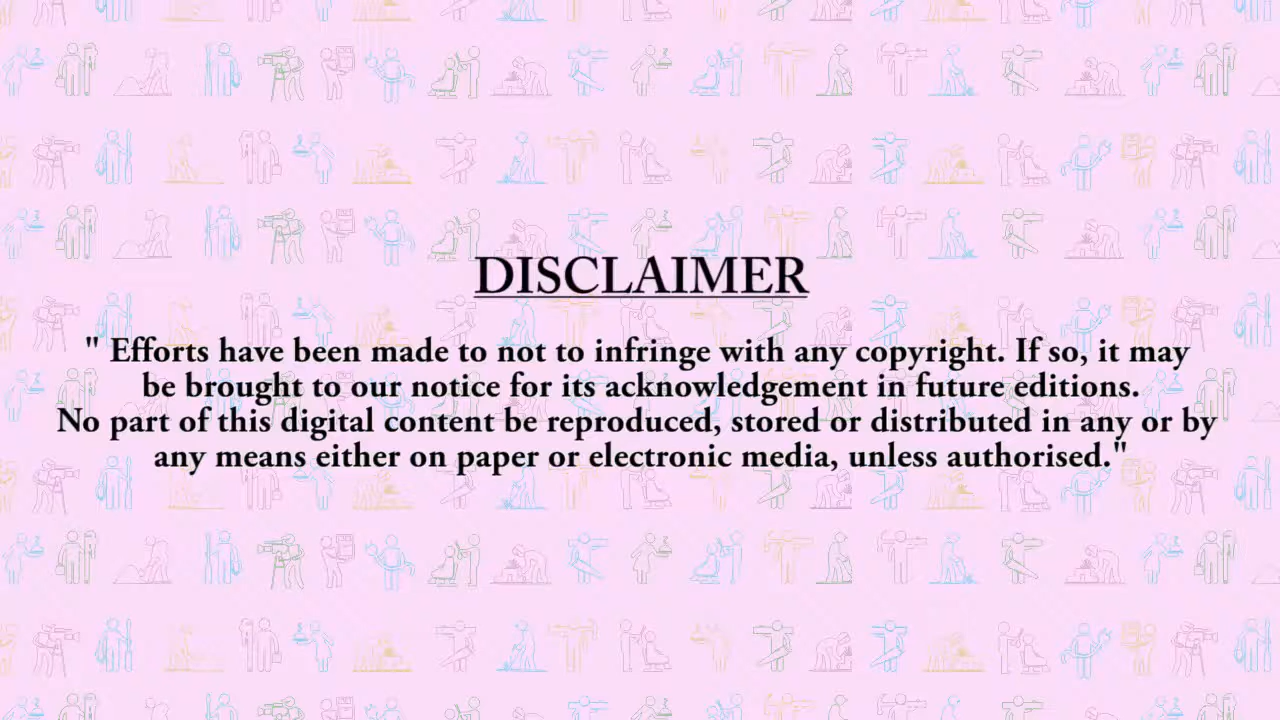 DISCLAIMER
" Efforts have been made to not to infringe with any copyright. If so, it may
be brought to our notice for its acknowledgement in future editions.
No part of this digital content be reproduced, stored or distributed in any or by
any means either on paper or electronic media, unless authorised."